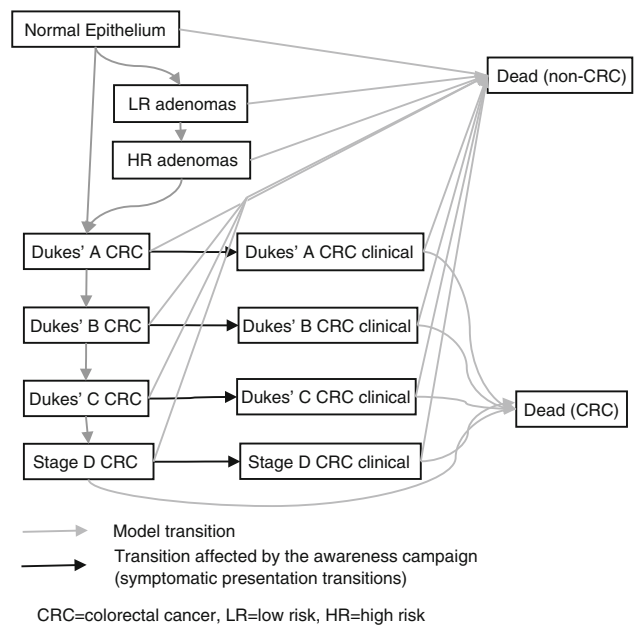 Normal Epithelium
Dead (non-CRC)
LR adenomas
HR adenomas
Dukes' A CRC
Dukes' A CRC clinical
Dukes' B CRC
Dukes' B CRC clinical
Dukes' C CRC
Dukes' C CRC clinical
Dead (CRC)
Stage D CRC
Stage D CRC clinical
Model transition
Transition affected by the awareness campaign
(symptomatic presentation transitions)
CRC=colorectal cancer, LR=low risk, HR=high risk